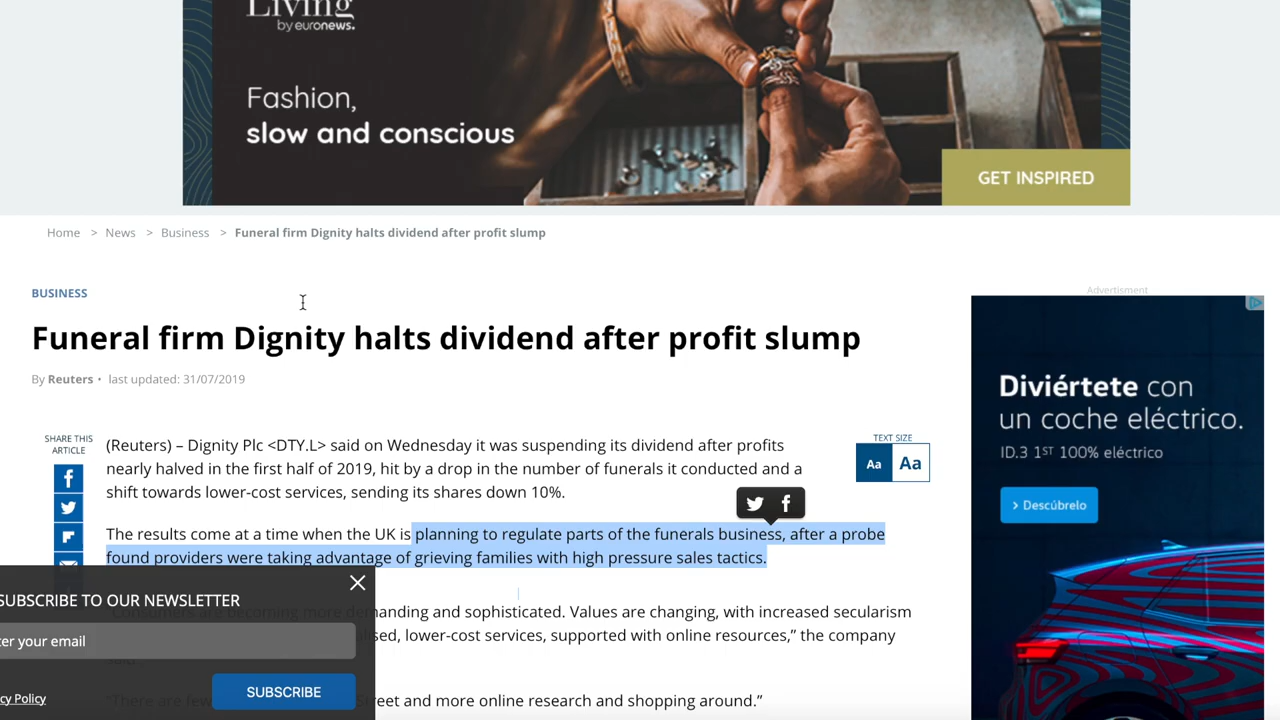 Living
by euronews.
Fashion,
slow and conscious
GET INSPIRED
Home > News > Business > Funeral firm Dignity halts dividend after profit slump
BUSINESS
Funeral firm Dignity halts dividend after profit slump
By Reuters • last updated: 31/07/2019
SHARE THIS
ARTICLE
(Reuters) – Dignity Plc <DTY.L> said on Wednesday it was suspending its dividend after profits
nearly halved in the first half of 2019, hit by a drop in the number of funerals it conducted and a
shift towards lower-cost services, sending its shares down 10%.
The results come at a time when the UK is planning to regulate parts of the funerals business, after a probe
found providers were taking advantage of grieving families with high pressure sales tactics.
“Consumers are becoming more demanding and sophisticated. Values are changing, with increased secularism
sed, lower-cost services, supported with online resources,” the company
said.
“There are few Street and more online research and shopping around.”
TEXT SIZE
Aa Aa
SUBSCRIBE TO OUR NEWSLETTER
er your email
cy Policy
SUBSCRIBE
Advertisment
Diviértete con
un coche eléctrico.
ID.3 1ST 100% eléctrico
> Descúbrelo